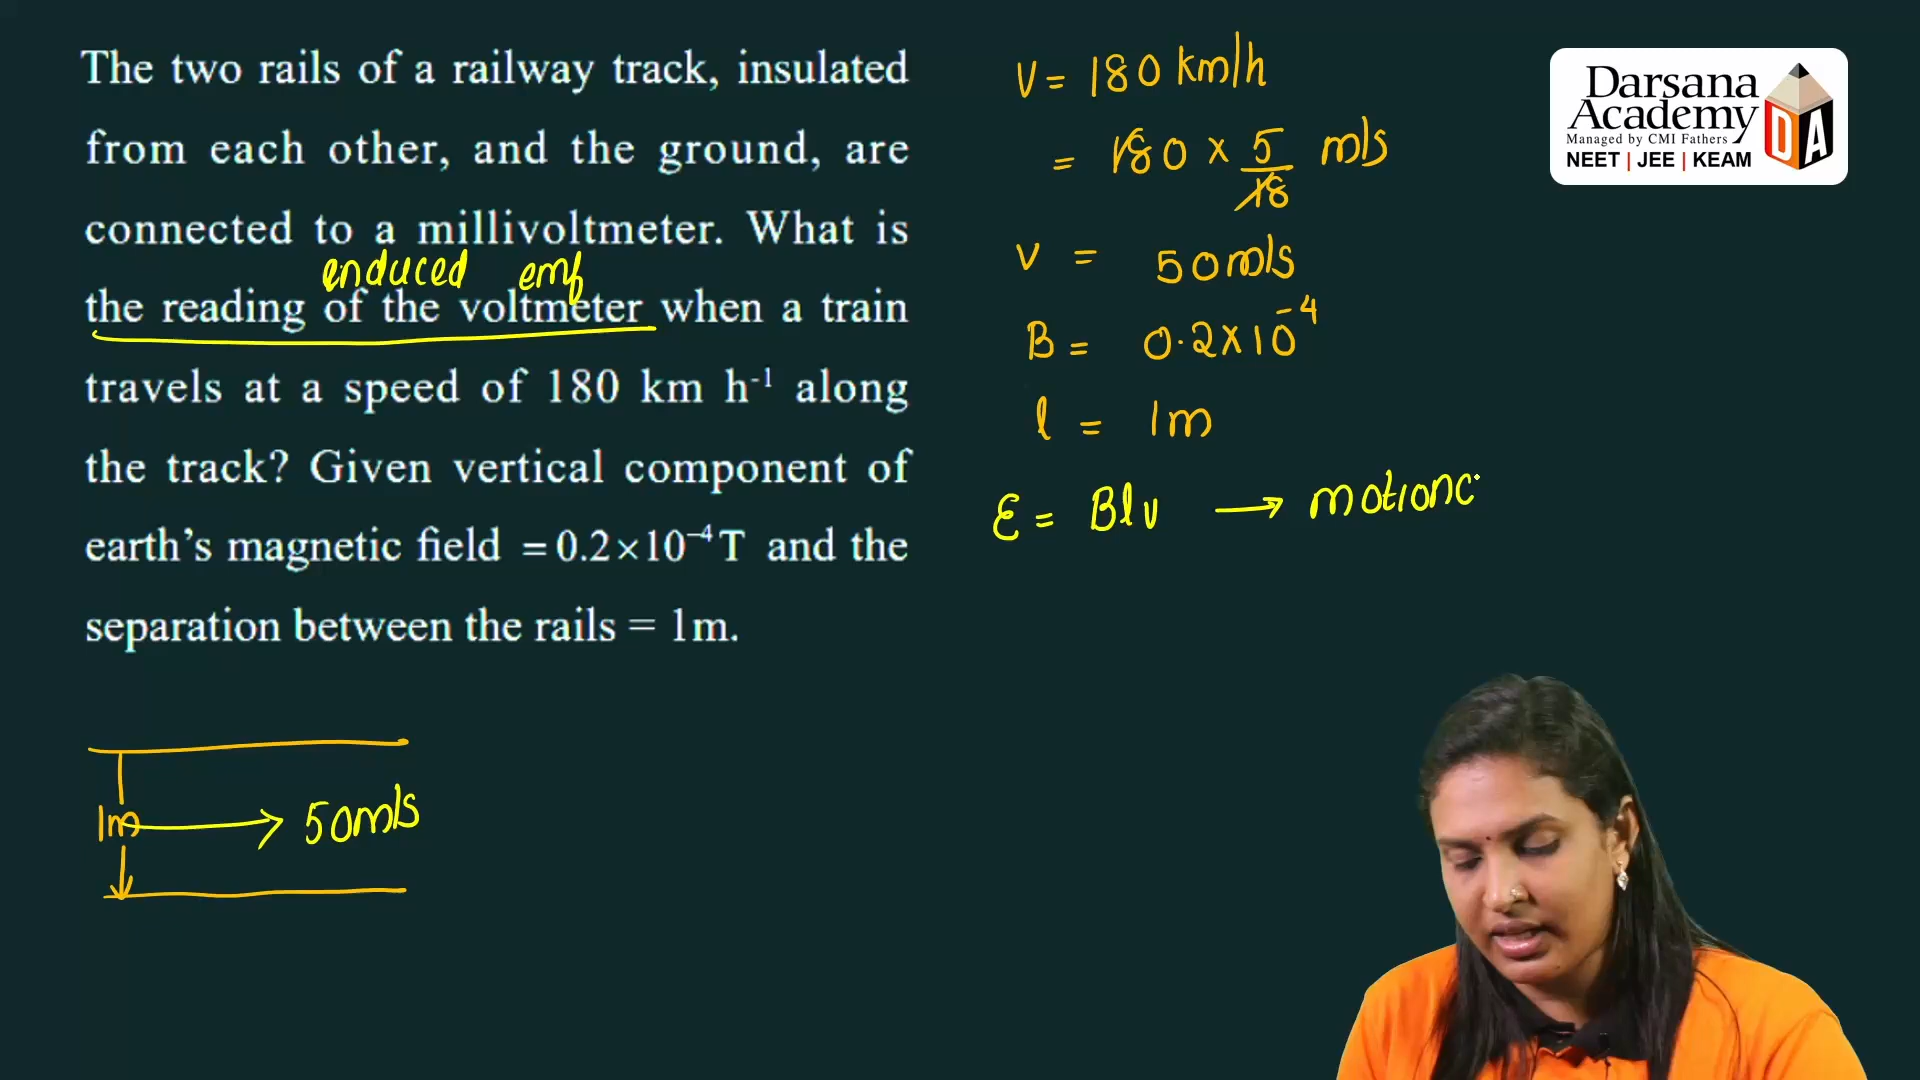 The two rails of a railway track, insulated
from each other, and the ground, are
connected to a millivoltmeter. What is
enduced emf
the reading of the voltmeter when a train
travels at a speed of 180 km h⁻¹ along
the track? Given vertical component of
earth’s magnetic field = 0.2×10⁻⁴ T and the
separation between the rails = 1m.
1m
50m/s
V = 180 km/h
= 180 × 5/18 m/s
v = 50m/s
B = 0.2×10⁻⁴
l = 1m
ε = Blv → motionc
Darsana
Academy
Managed by CMI Fathers
NEET | JEE | KEAM
DA